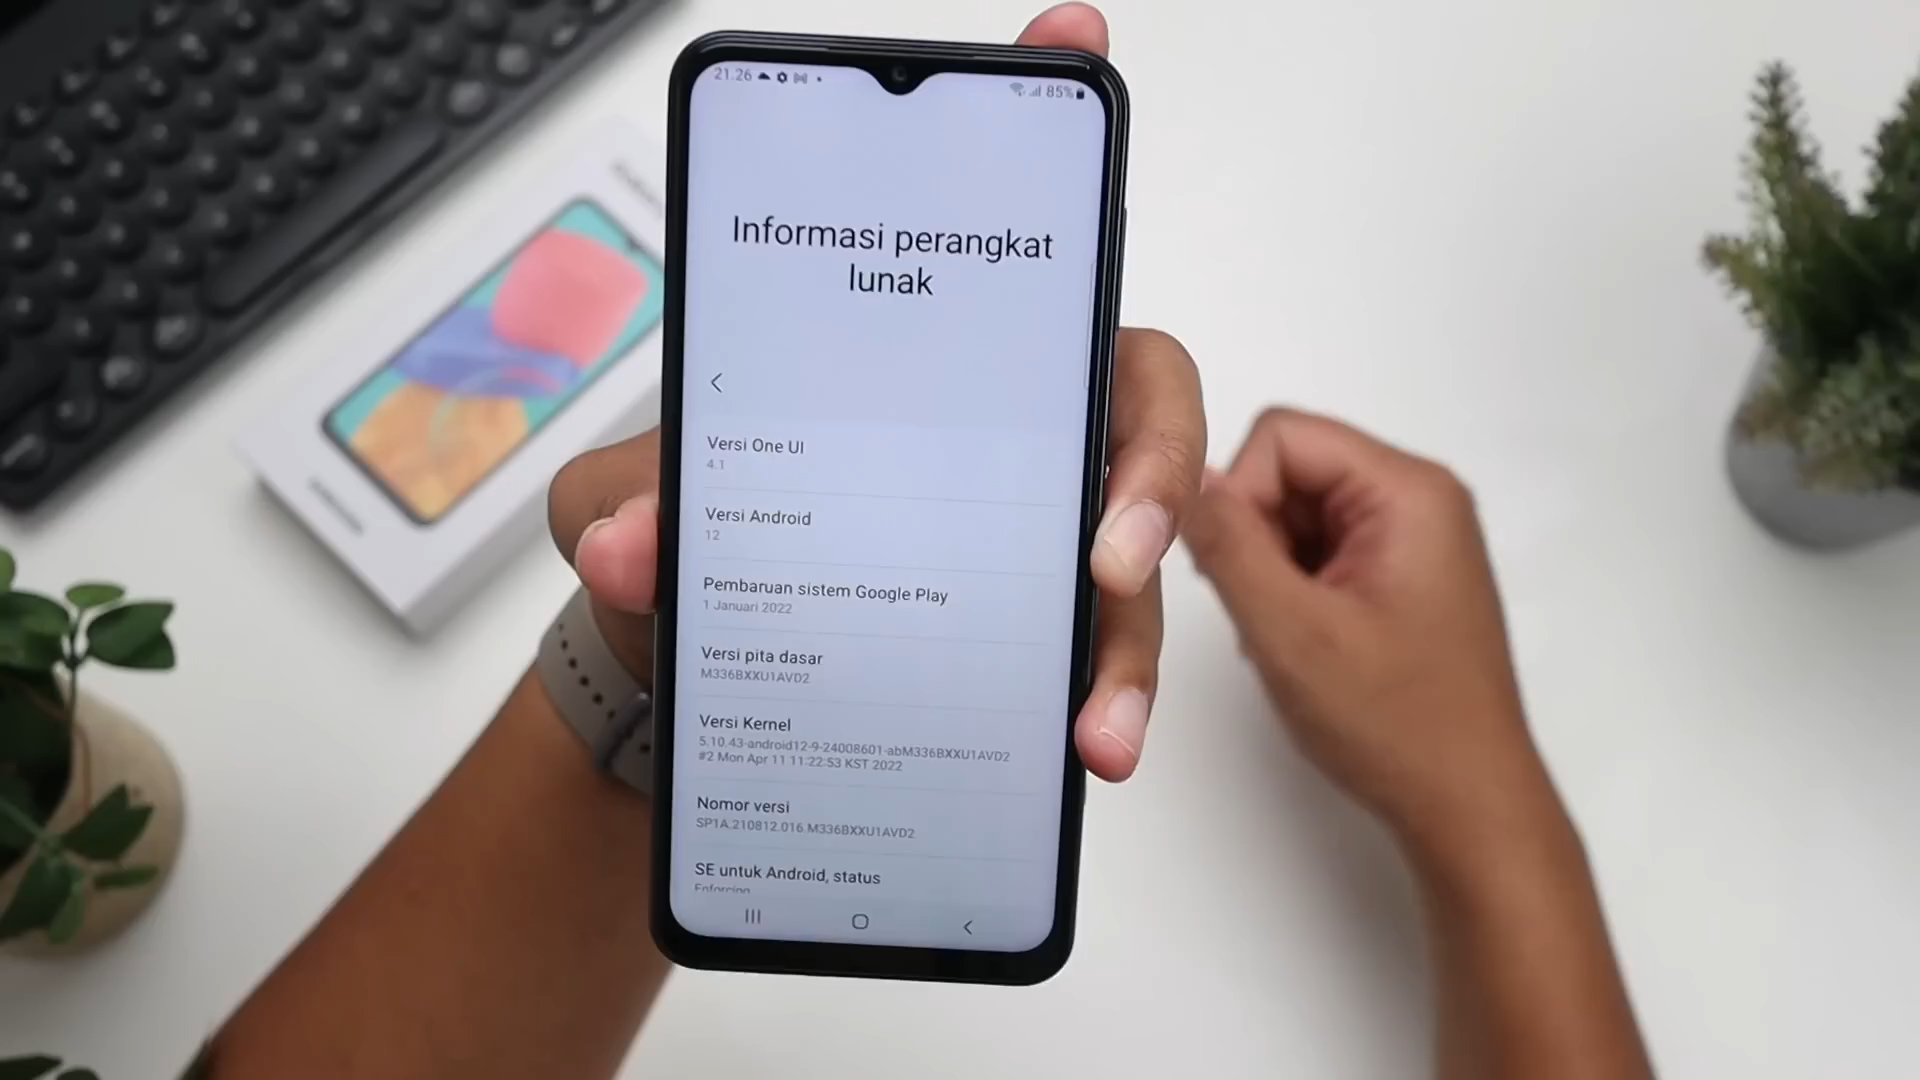 21.26
85%
Informasi perangkat
lunak
Versi One UI
4.1
Versi Android
12
Pembaruan sistem Google Play
1 Januari 2022
Versi pita dasar
M336BXXU1AVD2
Versi Kernel
5.10.43-android12-9-24008601-abM336BXXU1AVD2
#2 Mon Apr 11 11:22:53 KST 2022
Nomor versi
SP1A.210812.016.M336BXXU1AVD2
SE untuk Android, status
Enforcing